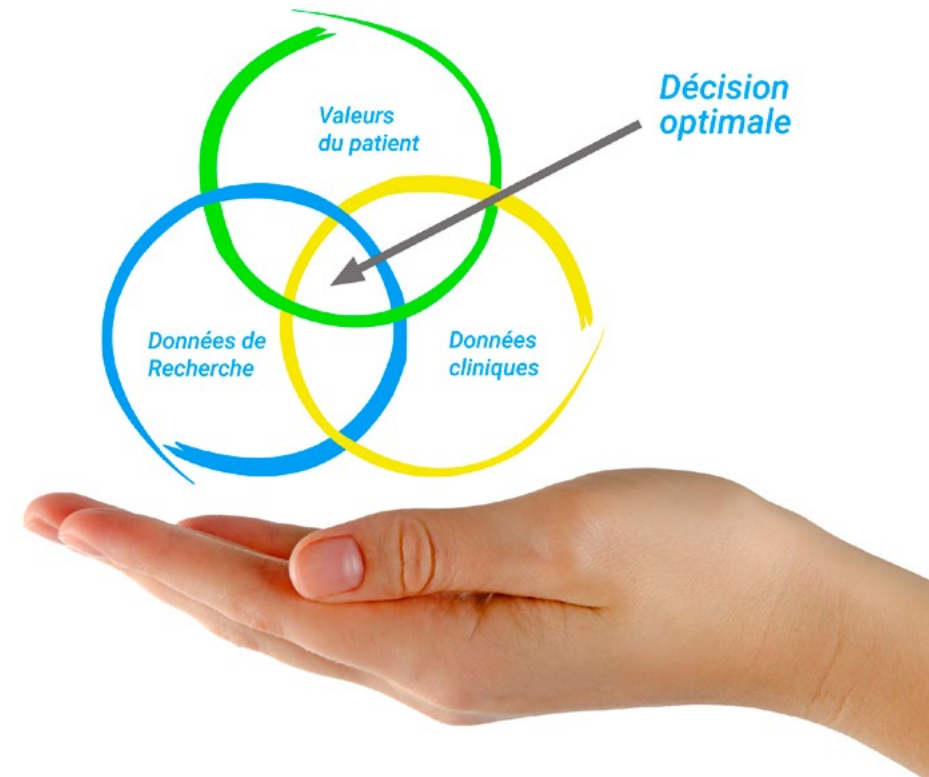 Valeurs
du patient
Décision
optimale
Données de
Recherche
Données
cliniques